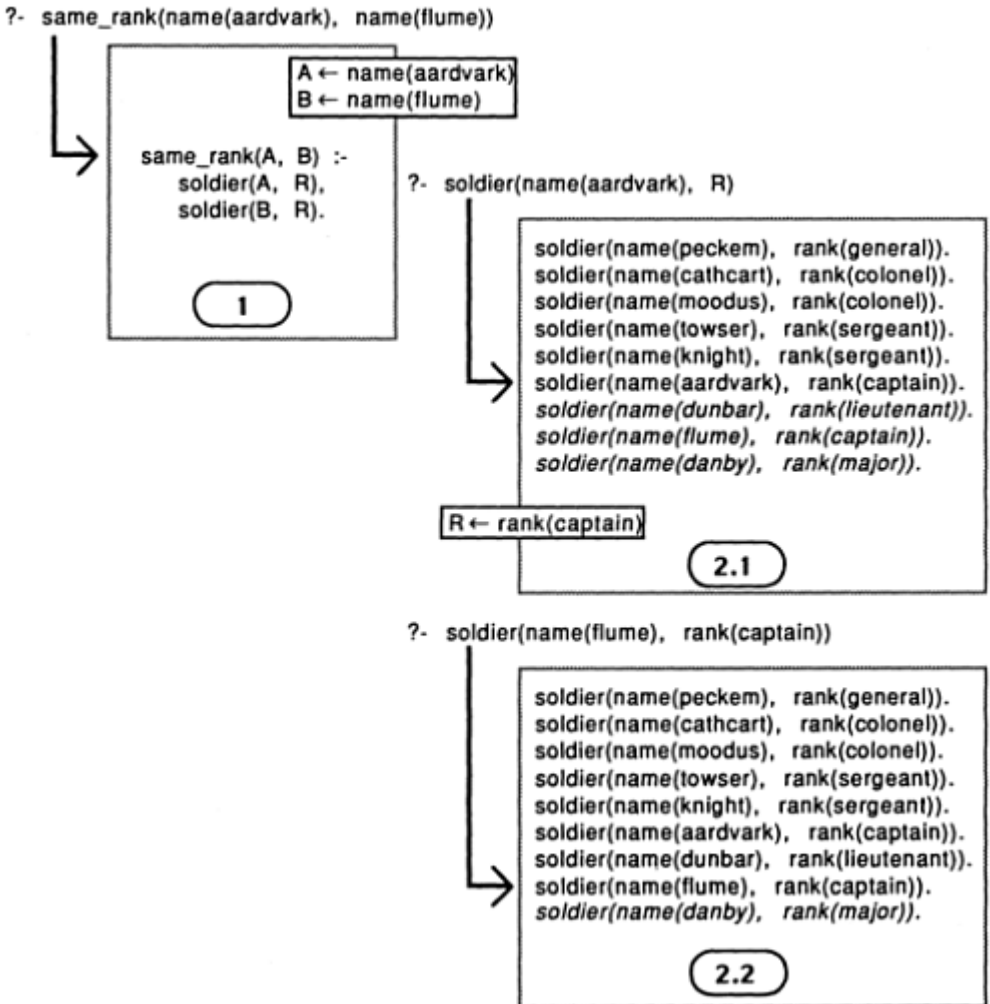 ?- same_rank(name(aardvark), name(flume))
A ← name(aardvark)
B ← name(flume)
same_rank(A, B) :-
soldier(A, R),
soldier(B, R).
1
?- soldier(name(aardvark), R)
soldier(name(peckem), rank(general)).
soldier(name(cathcart), rank(colonel)).
soldier(name(moodus), rank(colonel)).
soldier(name(towser), rank(sergeant)).
soldier(name(knight), rank(sergeant)).
soldier(name(aardvark), rank(captain)).
soldier(name(dunbar), rank(lieutenant)).
soldier(name(flume), rank(captain)).
soldier(name(danby), rank(major)).
R ← rank(captain)
2.1
?- soldier(name(flume), rank(captain))
soldier(name(peckem), rank(general)).
soldier(name(cathcart), rank(colonel)).
soldier(name(moodus), rank(colonel)).
soldier(name(towser), rank(sergeant)).
soldier(name(knight), rank(sergeant)).
soldier(name(aardvark), rank(captain)).
soldier(name(dunbar), rank(lieutenant)).
soldier(name(flume), rank(captain)).
soldier(name(danby), rank(major)).
2.2